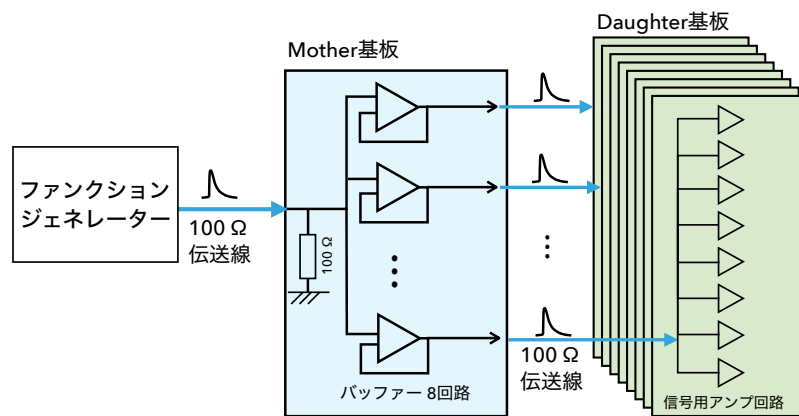 Daughter基板
Mother基板
ファンクション
ジェネレーター
100 Ω
伝送線
100 Ω
100 Ω
伝送線
バッファー 8回路
信号用アンプ回路